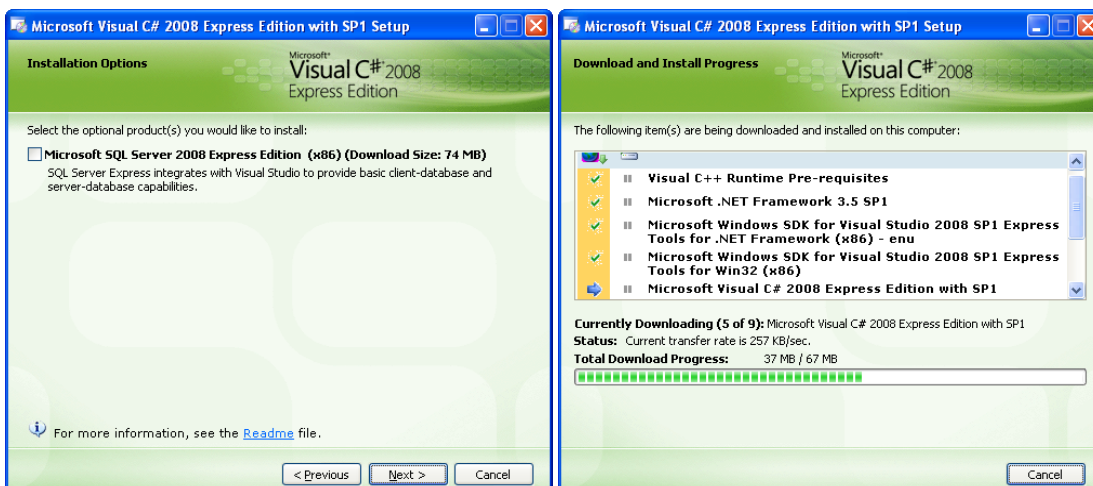 Microsoft Visual C# 2008 Express Edition with SP1 Setup
Installation Options
Microsoft®
Visual C#® 2008
Express Edition
Select the optional product(s) you would like to install:
Microsoft SQL Server 2008 Express Edition (x86) (Download Size: 74 MB)
SQL Server Express integrates with Visual Studio to provide basic client-database and
server-database capabilities.
For more information, see the Readme file.
< Previous
Next >
Cancel
Microsoft Visual C# 2008 Express Edition with SP1 Setup
Download and Install Progress
Microsoft®
Visual C#® 2008
Express Edition
The following item(s) are being downloaded and installed on this computer:
Visual C++ Runtime Pre-requisites
Microsoft .NET Framework 3.5 SP1
Microsoft Windows SDK for Visual Studio 2008 SP1 Express
Tools for .NET Framework (x86) - enu
Microsoft Windows SDK for Visual Studio 2008 SP1 Express
Tools for Win32 (x86)
Microsoft Visual C# 2008 Express Edition with SP1
Currently Downloading (5 of 9): Microsoft Visual C# 2008 Express Edition with SP1
Status: Current transfer rate is 257 KB/sec.
Total Download Progress: 37 MB / 67 MB
Cancel